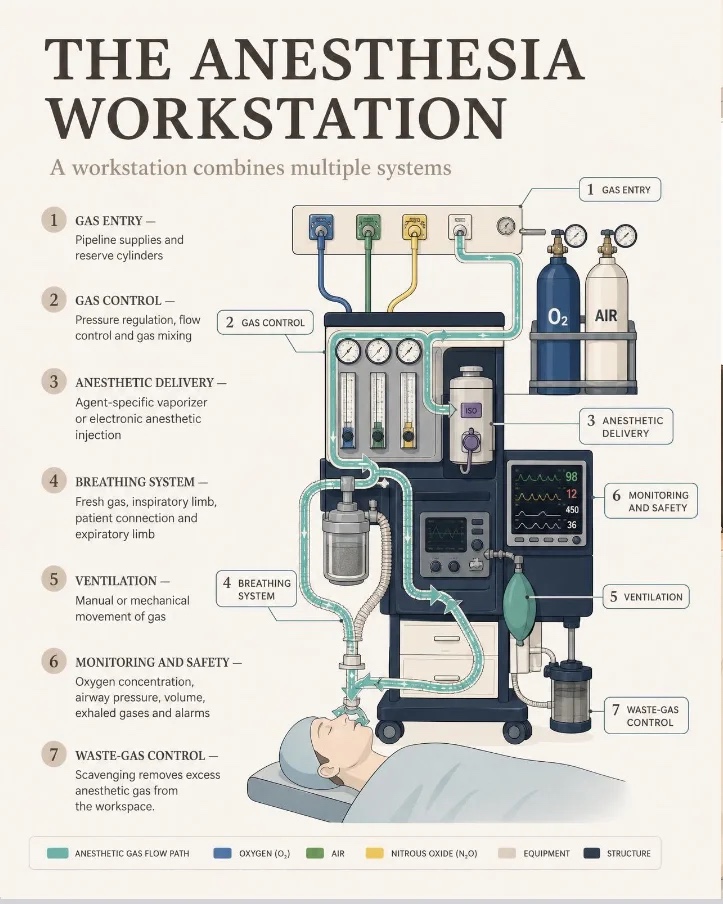 THE ANESTHESIA
WORKSTATION
A workstation combines multiple systems
1 GAS ENTRY —
Pipeline supplies and
reserve cylinders
2 GAS CONTROL —
Pressure regulation, flow
control and gas mixing
3 ANESTHETIC DELIVERY —
Agent-specific vaporizer
or electronic anesthetic
injection
4 BREATHING SYSTEM —
Fresh gas, inspiratory limb,
patient connection and
expiratory limb
5 VENTILATION —
Manual or mechanical
movement of gas
6 MONITORING AND SAFETY —
Oxygen concentration,
airway pressure, volume,
exhaled gases and alarms
7 WASTE-GAS CONTROL —
Scavenging removes excess
anesthetic gas from
the workspace.
1 GAS ENTRY
O₂
AIR
2 GAS CONTROL
ISO
3 ANESTHETIC
DELIVERY
98
12
450
36
6 MONITORING
AND SAFETY
4 BREATHING
SYSTEM
5 VENTILATION
7 WASTE-GAS
CONTROL
ANESTHETIC GAS FLOW PATH
OXYGEN (O₂)
AIR
NITROUS OXIDE (N₂O)
EQUIPMENT
STRUCTURE